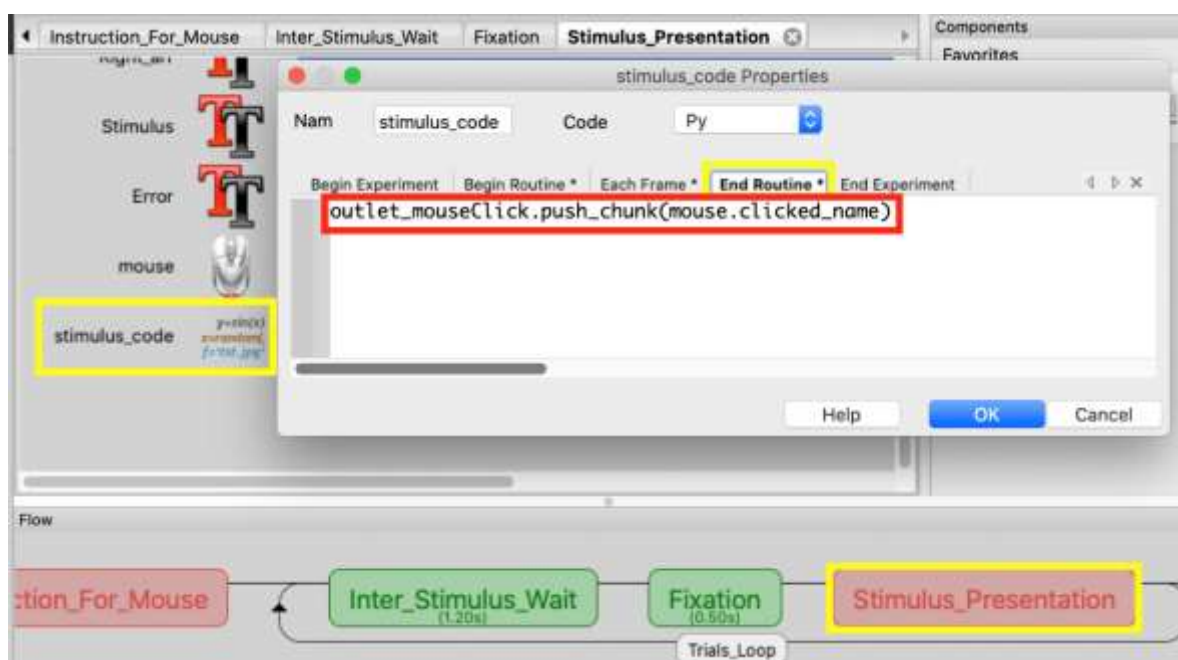 Instruction_For_Mouse Inter_Stimulus_Wait Fixation Stimulus_Presentation
Components
Favorites
stimulus_code Properties
Stimulus
Nam stimulus_code Code Py
Error
Begin Experiment Begin Routine * Each Frame * End Routine * End Experiment
outlet_mouseClick.push_chunk(mouse.clicked_name)
mouse
stimulus_code
Help OK Cancel
Flow
ction_For_Mouse Inter_Stimulus_Wait Fixation Stimulus_Presentation
(1.20s) (0.50s)
Trials_Loop